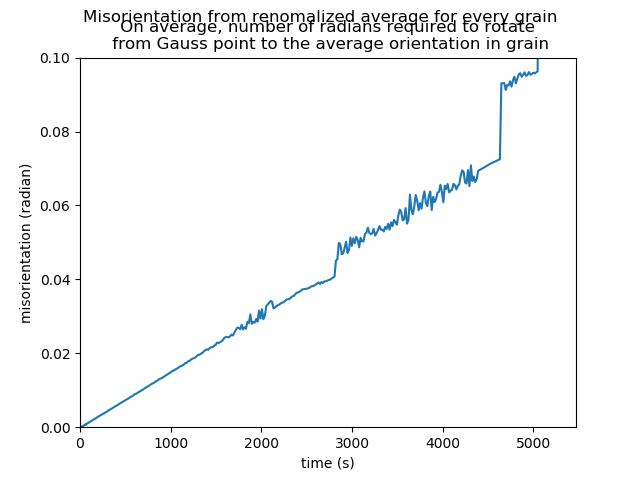 Misorientation from renomalized average for every grain
On average, number of radians required to rotate
from Gauss point to the average orientation in grain
0.10
0.08
0.06
0.04
0.02
0.00
misorientation (radian)
0 1000 2000 3000 4000 5000
time (s)